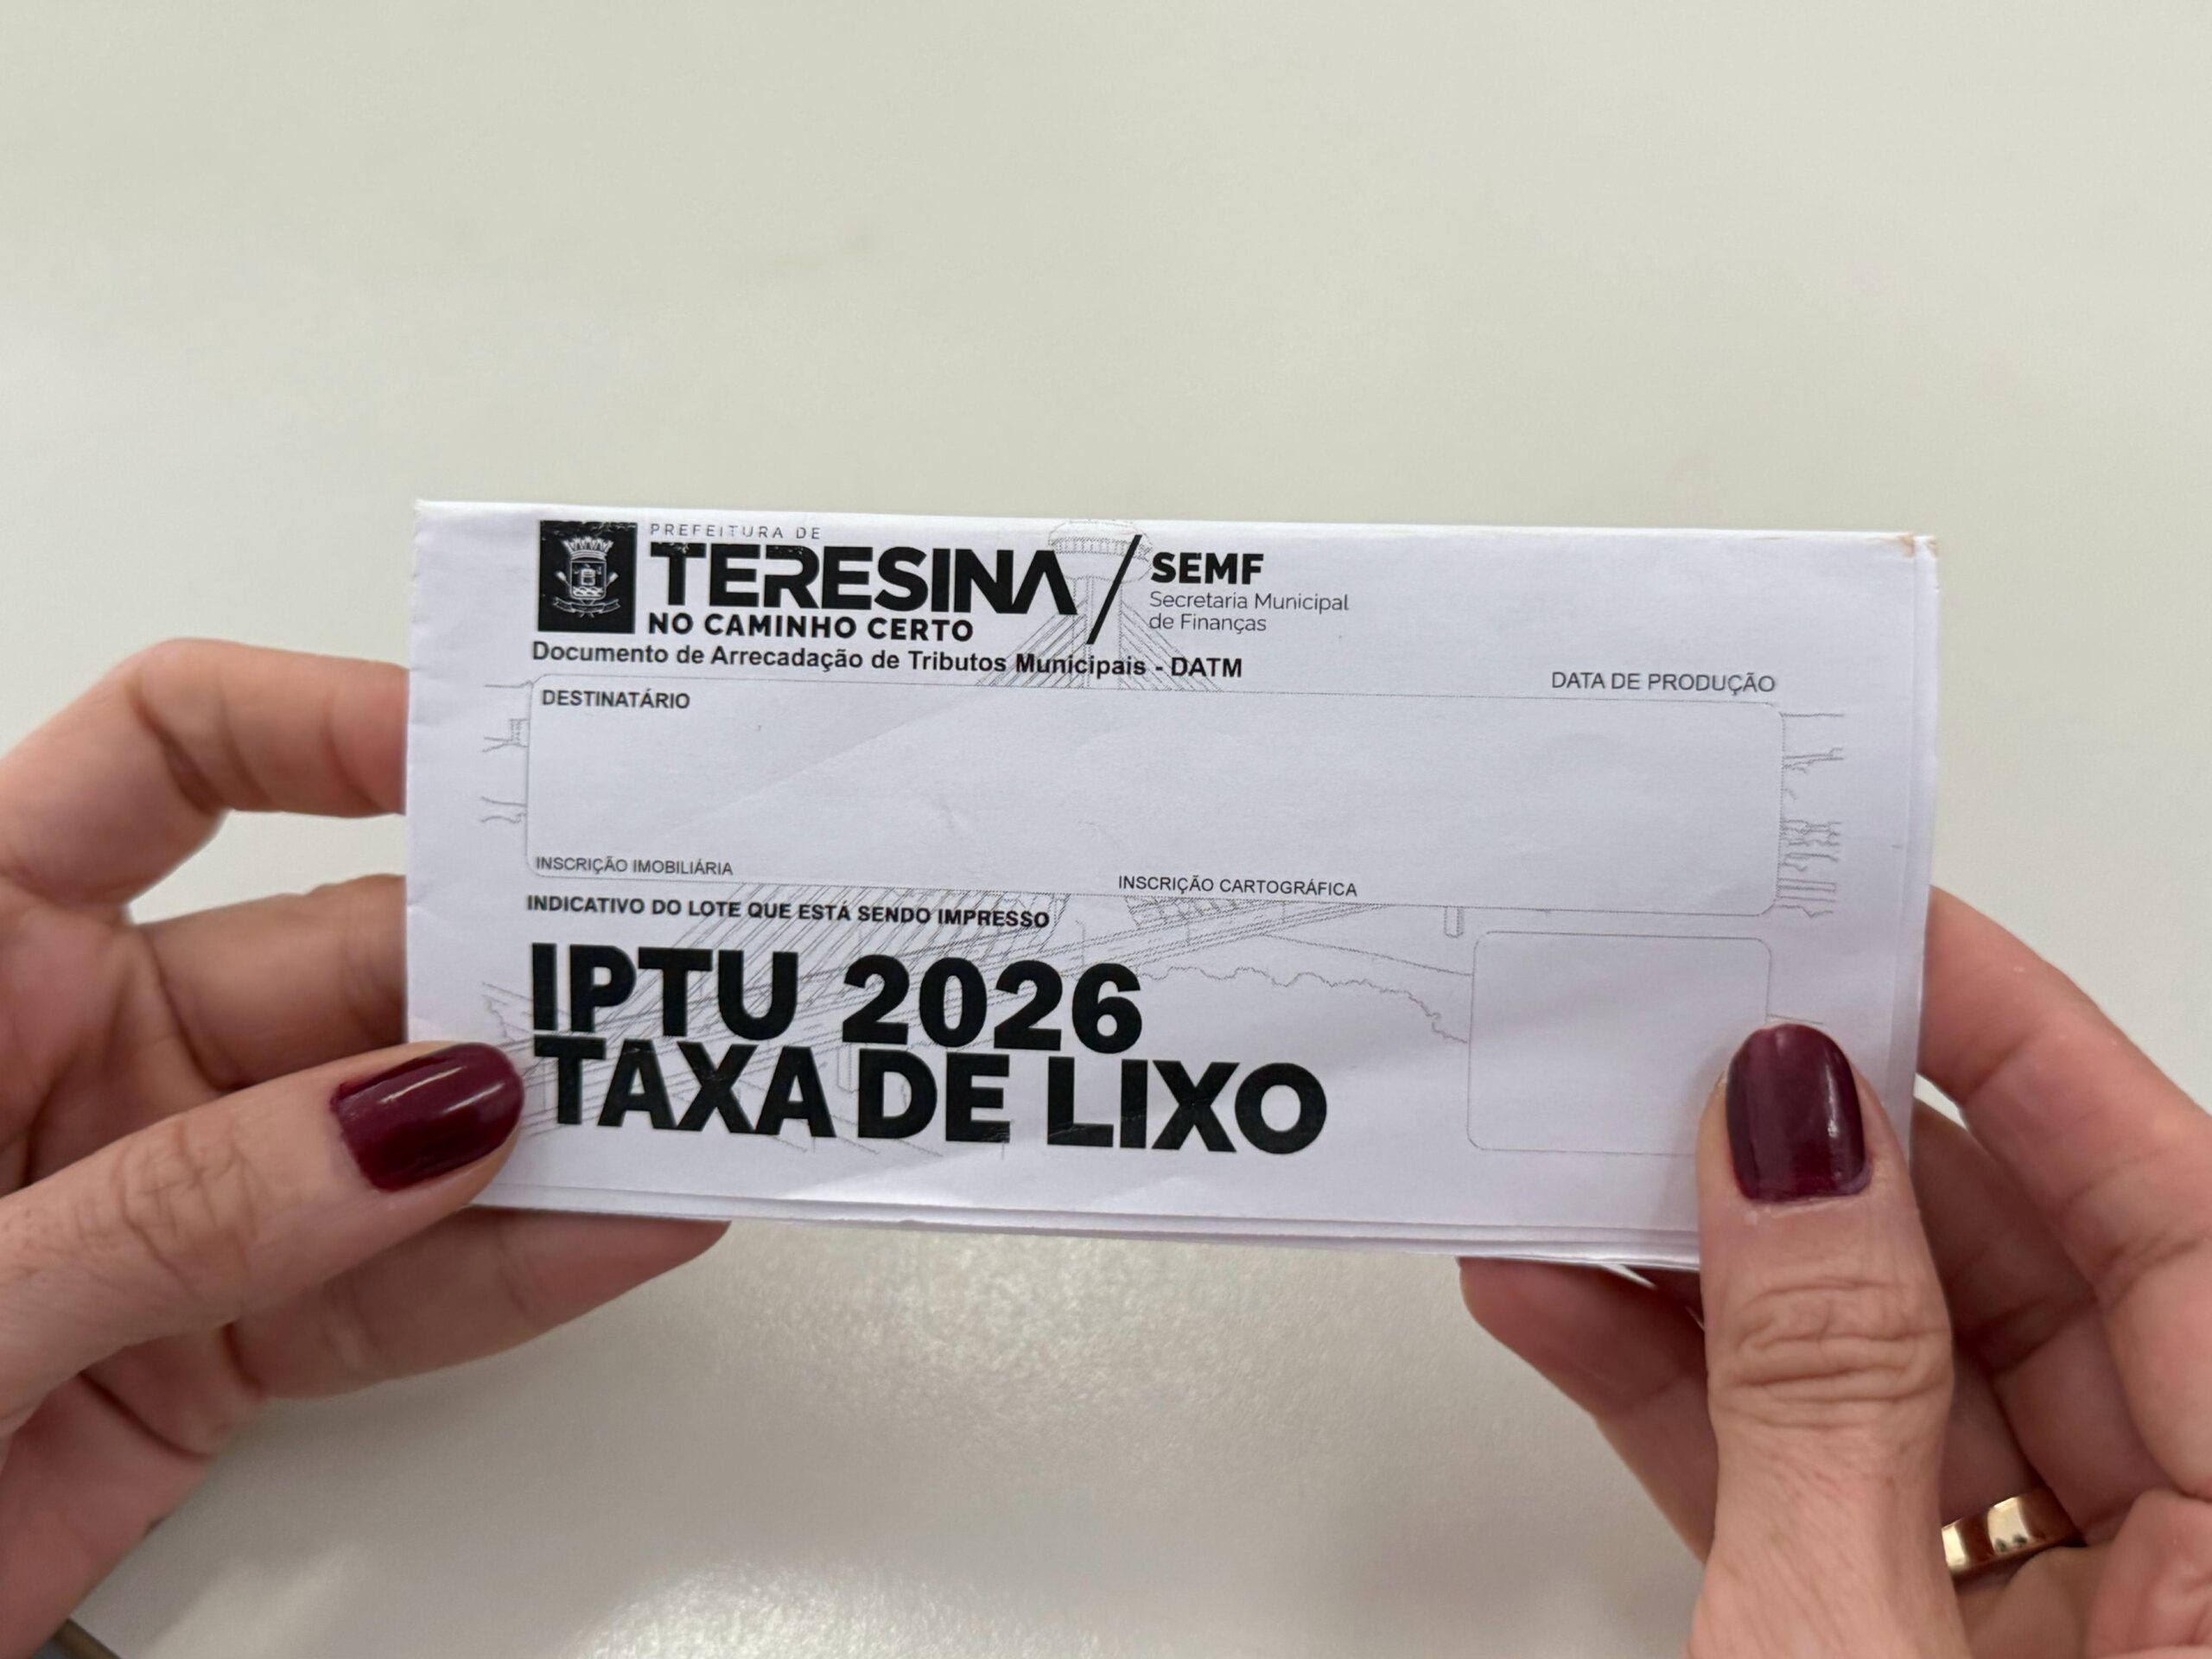 PREFEITURA DE
TERESINA
NO CAMINHO CERTO
SEMF
Secretaria Municipal
de Finanças
Documento de Arrecadação de Tributos Municipais - DATM
DATA DE PRODUÇÃO
DESTINATÁRIO
INSCRIÇÃO IMOBILIÁRIA
INSCRIÇÃO CARTOGRÁFICA
INDICATIVO DO LOTE QUE ESTÁ SENDO IMPRESSO
IPTU 2026
TAXA DE LIXO